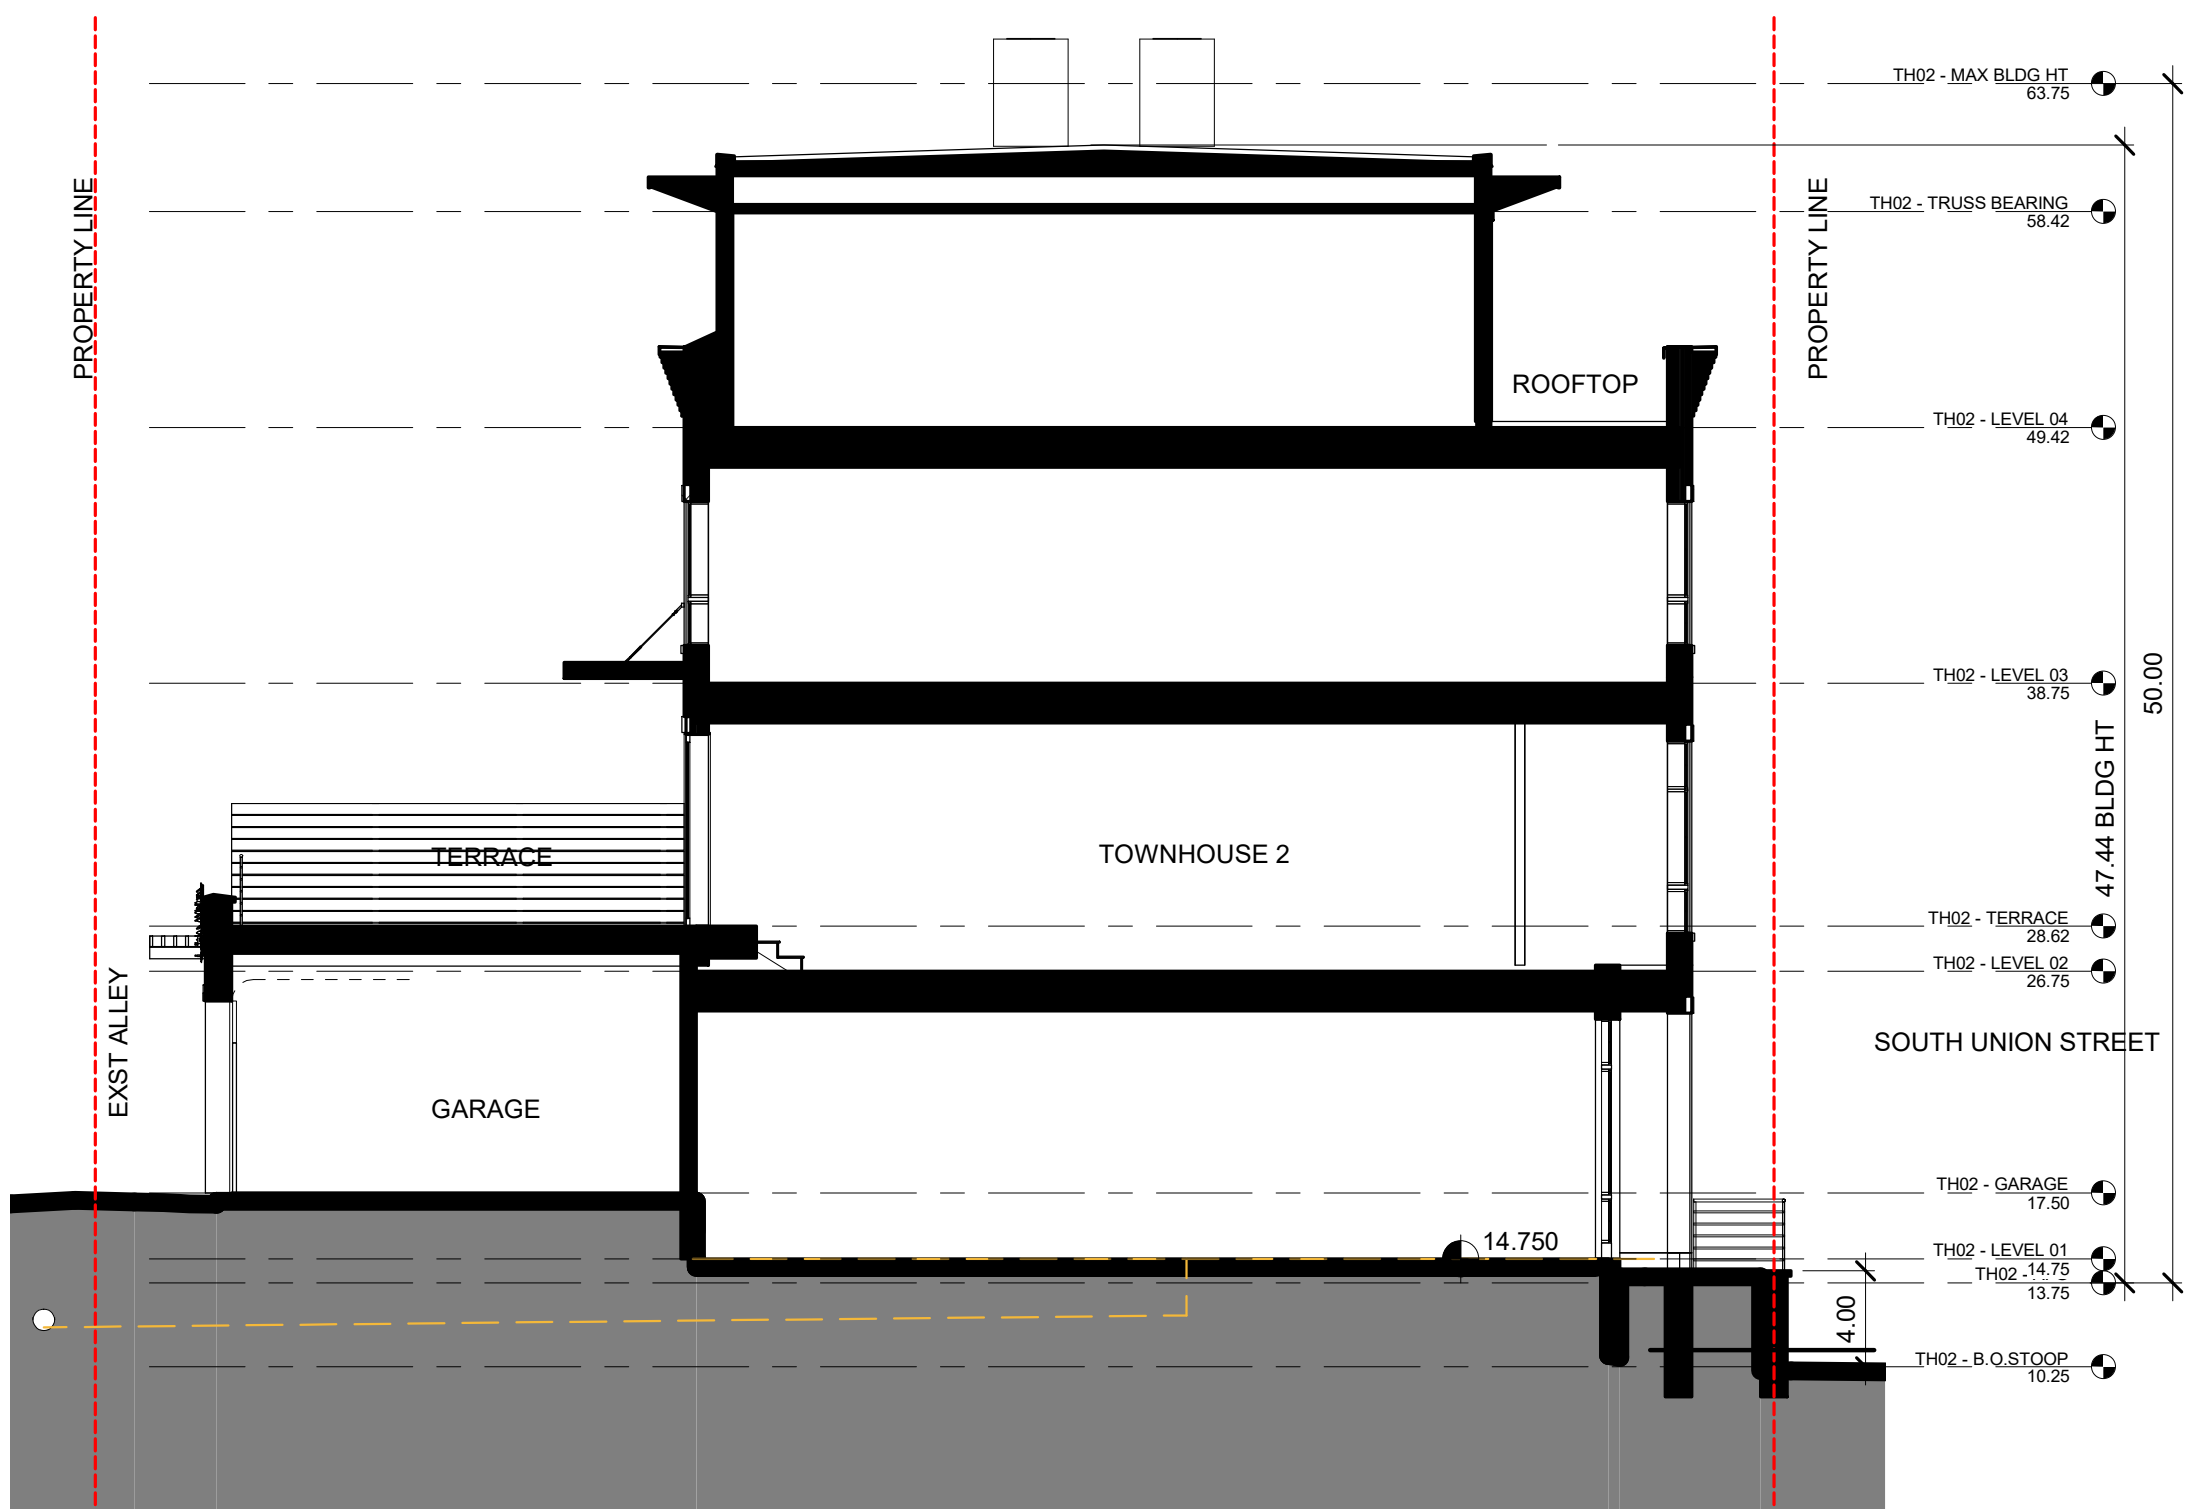 TH02 - MAX BLDG HT
63.75
PROPERTY LINE
PROPERTY LINE
TH02 - TRUSS BEARING
58.42
ROOFTOP
TH02 - LEVEL 04
49.42
TH02 - LEVEL 03
38.75
50.00
47.44 BLDG HT
TERRACE
TOWNHOUSE 2
TH02 - TERRACE
28.62
TH02 - LEVEL 02
26.75
EXST ALLEY
SOUTH UNION STREET
GARAGE
TH02 - GARAGE
17.50
14.750
TH02 - LEVEL 01
14.75
TH02 -
13.75
4.00
TH02 - B.O.STOOP
10.25